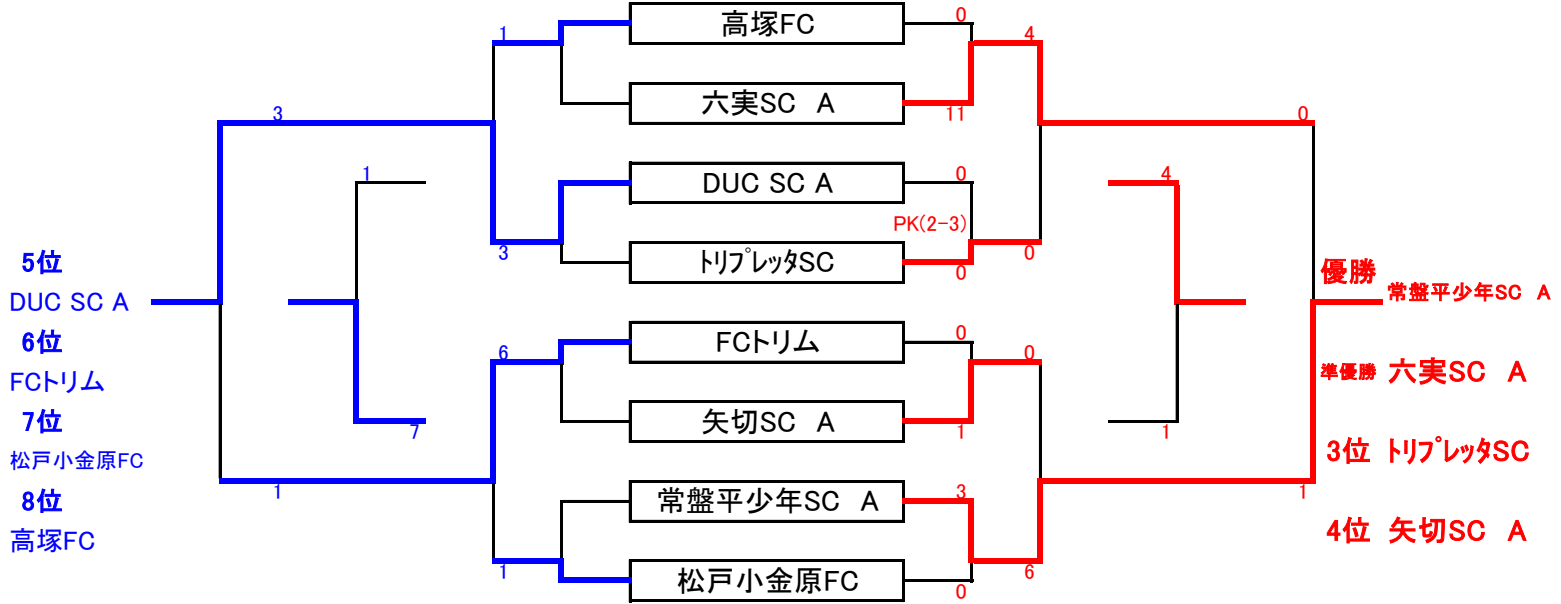 高塚FC
六実SC A
DUC SC A
トリプレッタSC
FCトリム
矢切SC A
常盤平少年SC A
松戸小金原FC
1
3
3
1
7
6
1
1
5位
DUC SC A
6位
FCトリム
7位
松戸小金原FC
8位
高塚FC
0
11
4
0
PK(2-3)
0
0
0
4
0
0
1
1
3
0
6
1
優勝 常盤平少年SC A
準優勝 六実SC A
3位 トリプレッタSC
4位 矢切SC A